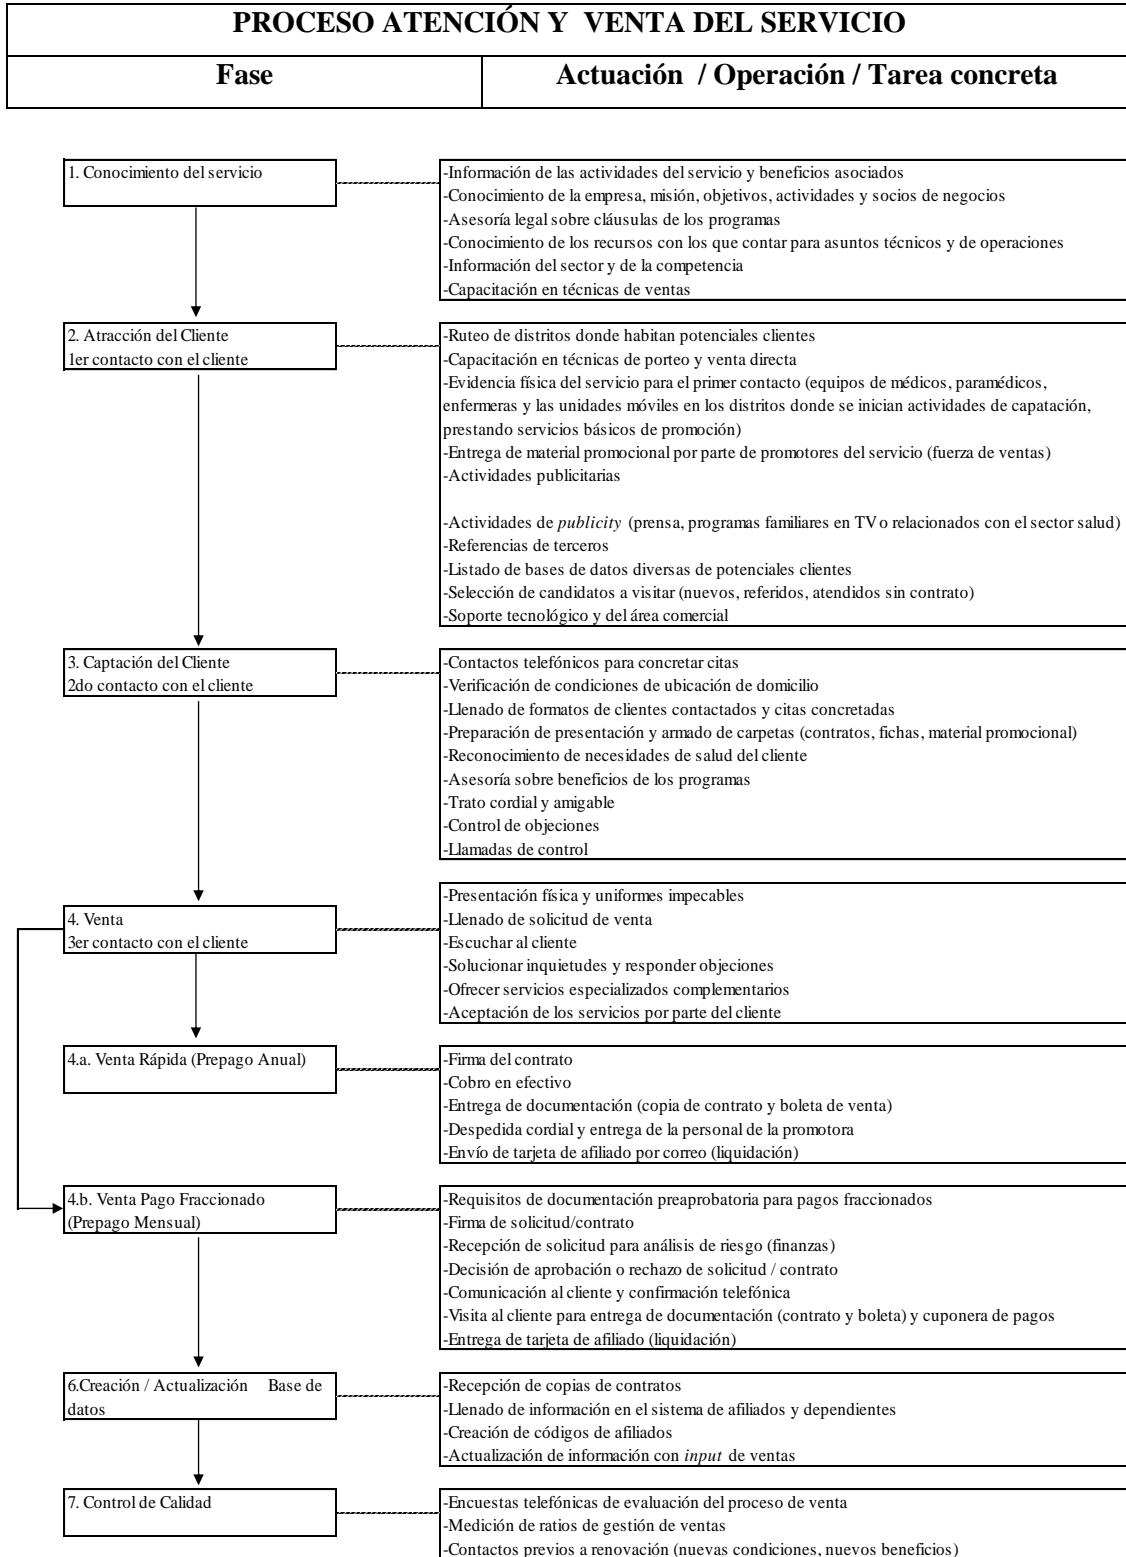 PROCESO ATENCIÓN Y VENTA DEL SERVICIO
Fase
Actuación / Operación / Tarea concreta
1. Conocimiento del servicio
-Información de las actividades del servicio y beneficios asociados
-Conocimiento de la empresa, misión, objetivos, actividades y socios de negocios
-Asesoría legal sobre cláusulas de los programas
-Conocimiento de los recursos con los que contar para asuntos técnicos y de operaciones
-Información del sector y de la competencia
-Capacitación en técnicas de ventas
2. Atracción del Cliente
1er contacto con el cliente
-Ruteo de distritos donde habitan potenciales clientes
-Capacitación en técnicas de porteo y venta directa
-Evidencia física del servicio para el primer contacto (equipos de médicos, paramédicos,
enfermeras y las unidades móviles en los distritos donde se inician actividades de capatación,
prestando servicios básicos de promoción)
-Entrega de material promocional por parte de promotores del servicio (fuerza de ventas)
-Actividades publicitarias
-Actividades de publicity (prensa, programas familiares en TV o relacionados con el sector salud)
-Referencias de terceros
-Listado de bases de datos diversas de potenciales clientes
-Selección de candidatos a visitar (nuevos, referidos, atendidos sin contrato)
-Soporte tecnológico y del área comercial
3. Captación del Cliente
2do contacto con el cliente
-Contactos telefónicos para concretar citas
-Verificación de condiciones de ubicación de domicilio
-Llenado de formatos de clientes contactados y citas concretadas
-Preparación de presentación y armado de carpetas (contratos, fichas, material promocional)
-Reconocimiento de necesidades de salud del cliente
-Asesoría sobre beneficios de los programas
-Trato cordial y amigable
-Control de objeciones
-Llamadas de control
4. Venta
3er contacto con el cliente
-Presentación física y uniformes impecables
-Llenado de solicitud de venta
-Escuchar al cliente
-Solucionar inquietudes y responder objeciones
-Ofrecer servicios especializados complementarios
-Aceptación de los servicios por parte del cliente
4.a. Venta Rápida (Prepago Anual)
-Firma del contrato
-Cobro en efectivo
-Entrega de documentación (copia de contrato y boleta de venta)
-Despedida cordial y entrega de la personal de la promotora
-Envío de tarjeta de afiliado por correo (liquidación)
4.b. Venta Pago Fraccionado
(Prepago Mensual)
-Requisitos de documentación preaprobatoria para pagos fraccionados
-Firma de solicitud/contrato
-Recepción de solicitud para análisis de riesgo (finanzas)
-Decisión de aprobación o rechazo de solicitud / contrato
-Comunicación al cliente y confirmación telefónica
-Visita al cliente para entrega de documentación (contrato y boleta) y cuponera de pagos
-Entrega de tarjeta de afiliado (liquidación)
6.Creación / Actualización Base de
datos
-Recepción de copias de contratos
-Llenado de información en el sistema de afiliados y dependientes
-Creación de códigos de afiliados
-Actualización de información con input de ventas
7. Control de Calidad
-Encuestas telefónicas de evaluación del proceso de venta
-Medición de ratios de gestión de ventas
-Contactos previos a renovación (nuevas condiciones, nuevos beneficios)